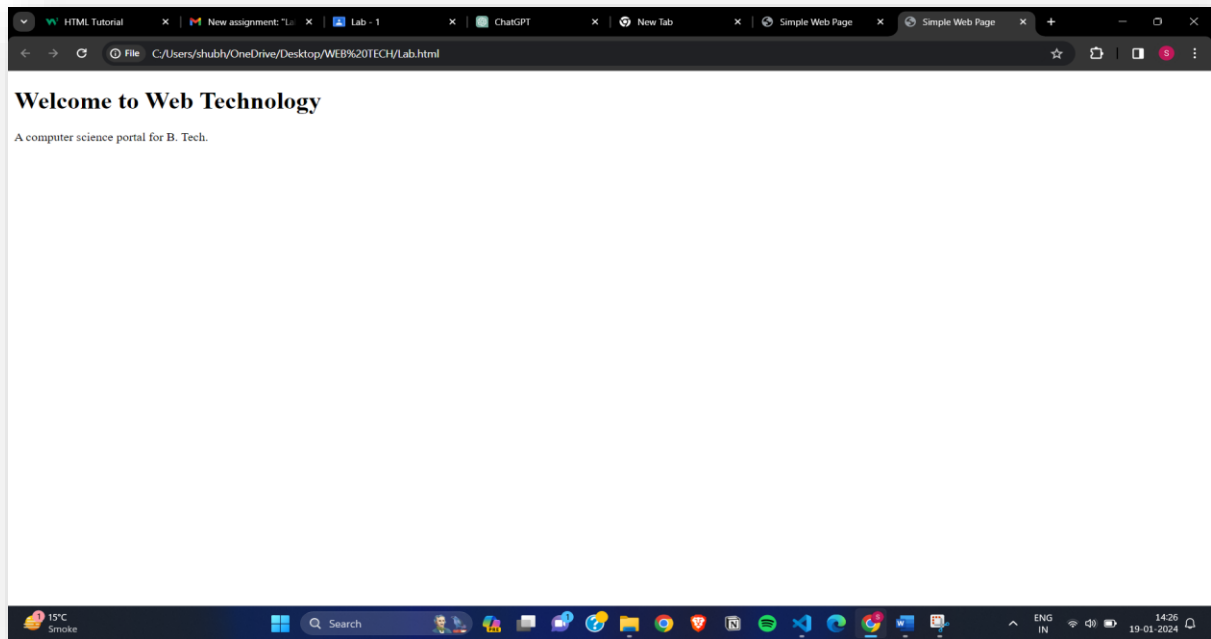 HTML Tutorial
New assignment: "La
Lab - 1
ChatGPT
New Tab
Simple Web Page
Simple Web Page
File C:/Users/shubh/OneDrive/Desktop/WEB%20TECH/Lab.html
S
Welcome to Web Technology
A computer science portal for B. Tech.
1
15°C
Smoke
Search
ENG
IN
14:26
19-01-2024